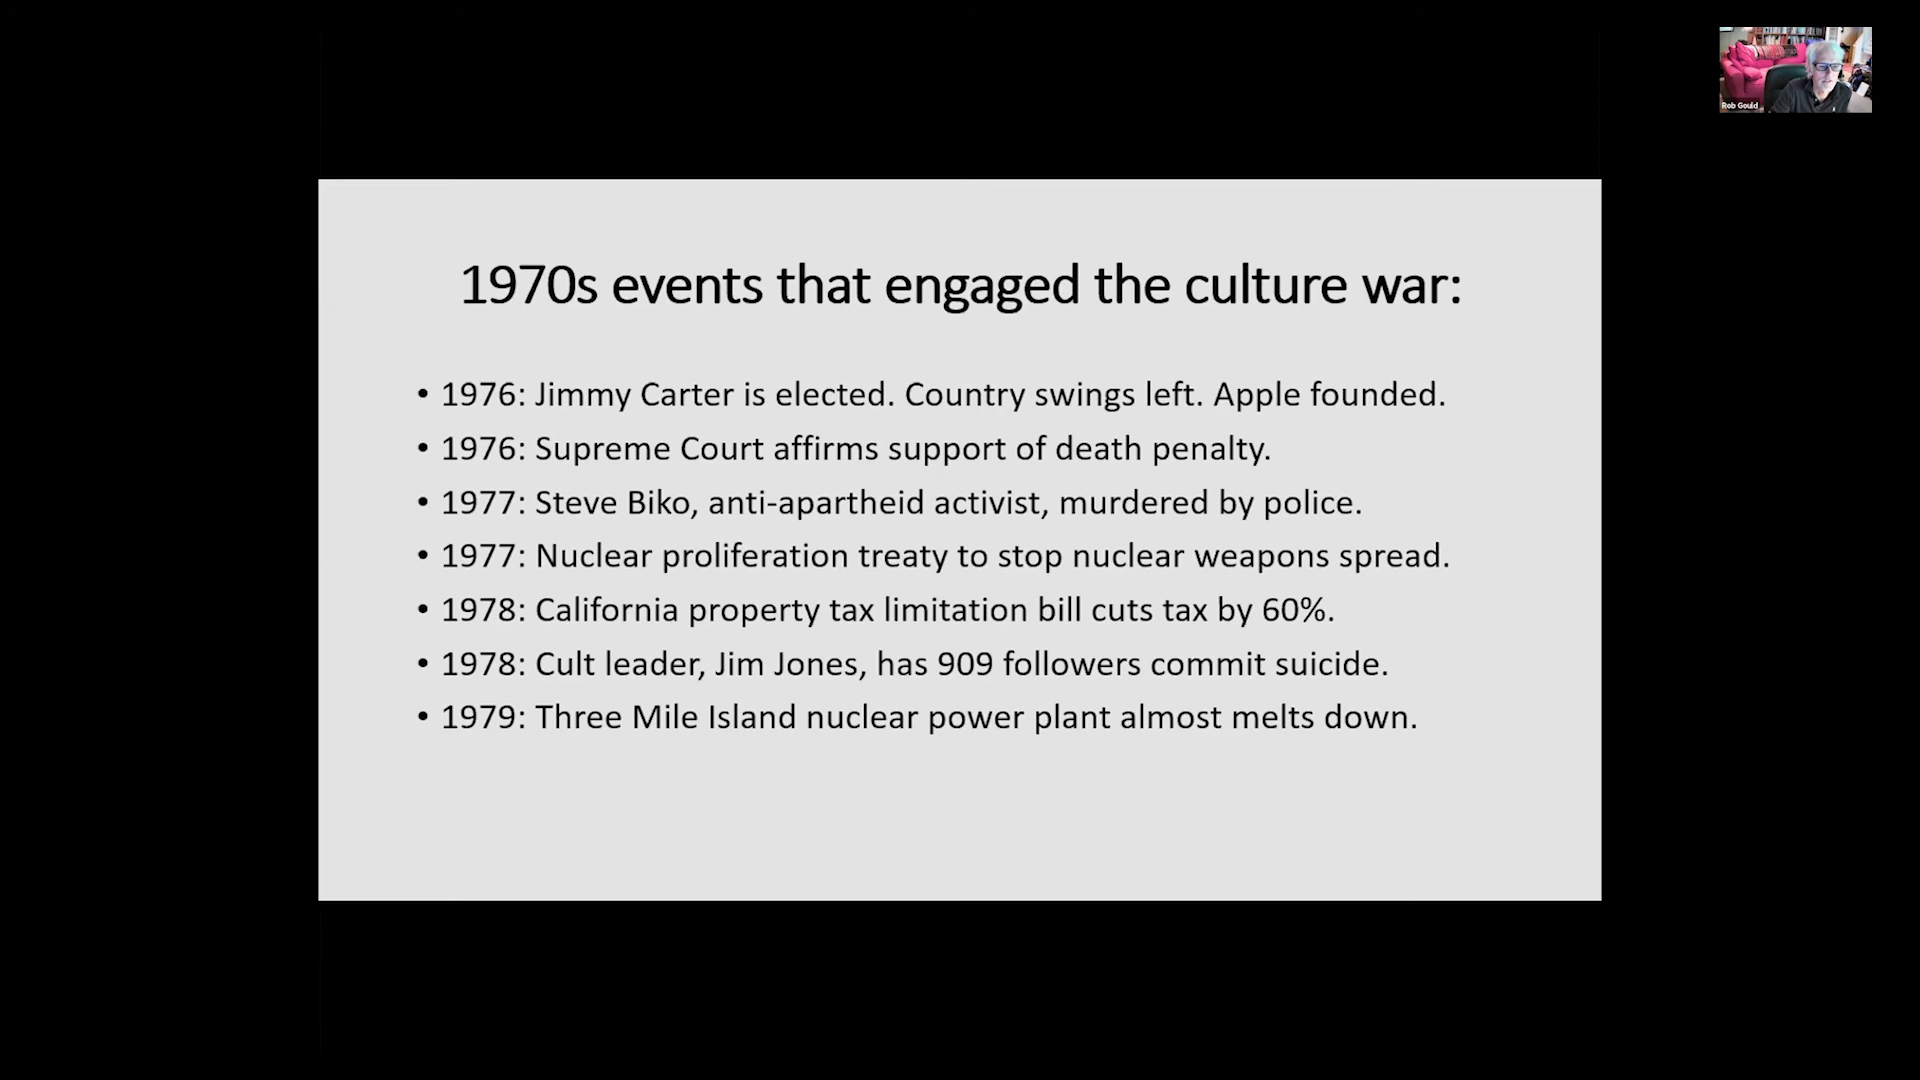 Rob Gould
1970s events that engaged the culture war:
• 1976: Jimmy Carter is elected. Country swings left. Apple founded.
• 1976: Supreme Court affirms support of death penalty.
• 1977: Steve Biko, anti-apartheid activist, murdered by police.
• 1977: Nuclear proliferation treaty to stop nuclear weapons spread.
• 1978: California property tax limitation bill cuts tax by 60%.
• 1978: Cult leader, Jim Jones, has 909 followers commit suicide.
• 1979: Three Mile Island nuclear power plant almost melts down.